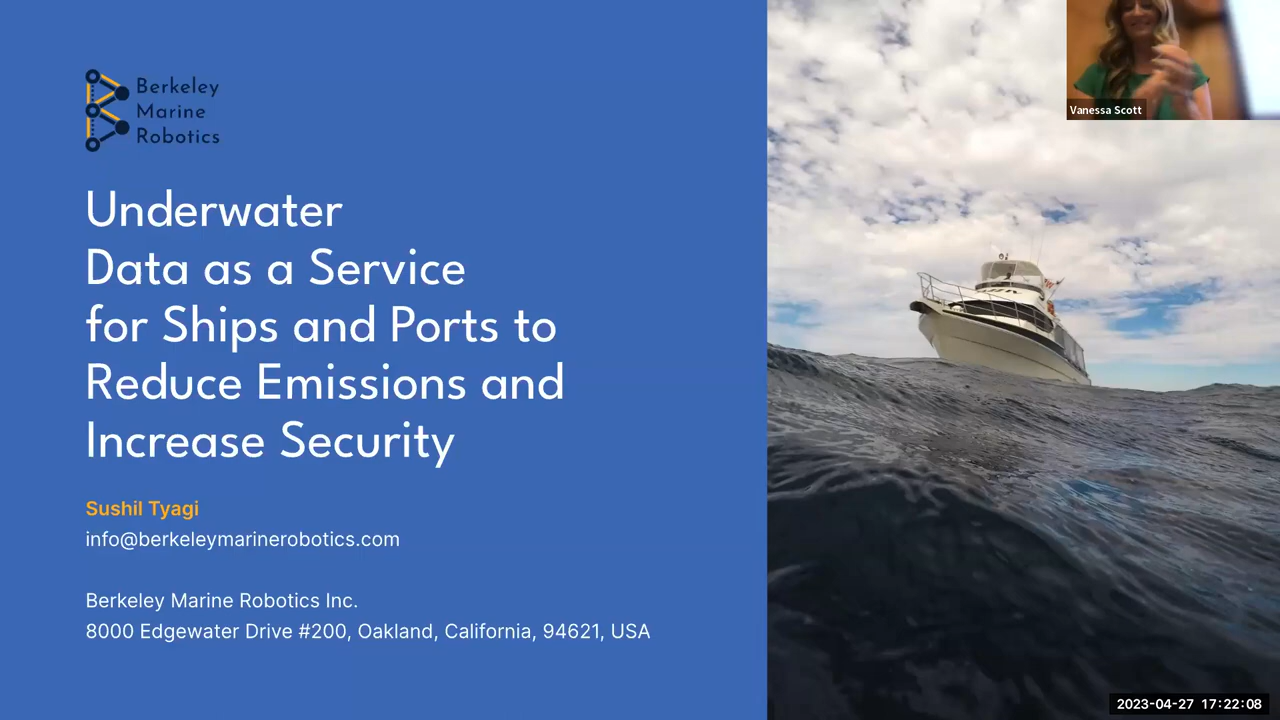 Berkeley
Marine
Robotics
Underwater
Data as a Service
for Ships and Ports to
Reduce Emissions and
Increase Security
Sushil Tyagi
info@berkeleymarinerobotics.com
Berkeley Marine Robotics Inc.
8000 Edgewater Drive #200, Oakland, California, 94621, USA
Vanessa Scott
2023-04-27 17:22:08